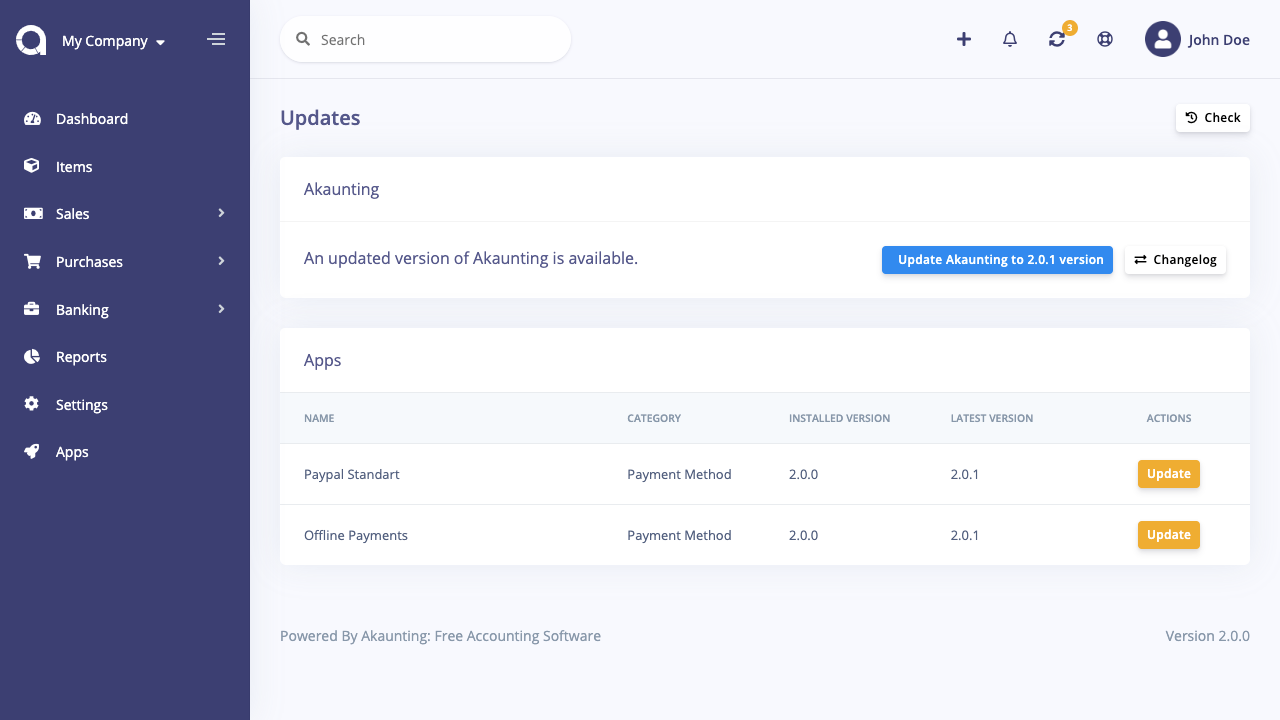 My Company
Search
3
John Doe
Dashboard
Items
Sales
Purchases
Banking
Reports
Settings
Apps
Updates
Check
Akaunting
An updated version of Akaunting is available.
Update Akaunting to 2.0.1 version
Changelog
Apps
NAME CATEGORY INSTALLED VERSION LATEST VERSION ACTIONS
Paypal Standart Payment Method 2.0.0 2.0.1 Update
Offline Payments Payment Method 2.0.0 2.0.1 Update
Powered By Akaunting: Free Accounting Software
Version 2.0.0